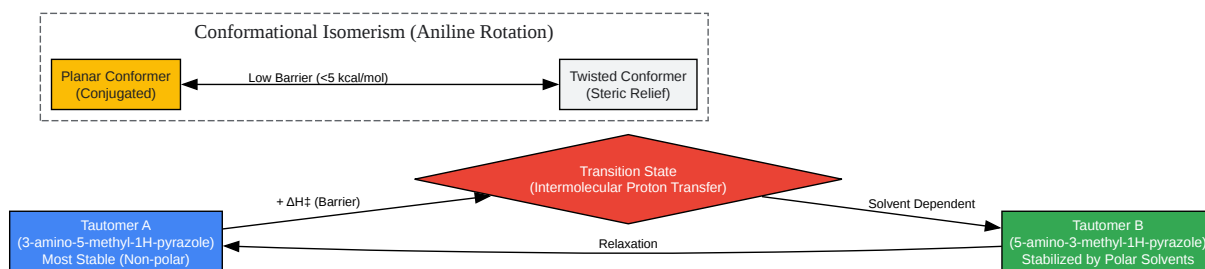 Conformational Isomerism (Aniline Rotation)
Planar Conformer
(Conjugated)
Low Barrier (<5 kcal/mol)
Twisted Conformer
(Steric Relief)
Transition State
(Intermolecular Proton Transfer)
+ ΔH‡ (Barrier)
Solvent Dependent
Tautomer A
(3-amino-5-methyl-1H-pyrazole)
Most Stable (Non-polar)
Relaxation
Tautomer B
(5-amino-3-methyl-1H-pyrazole)
Stabilized by Polar Solvents